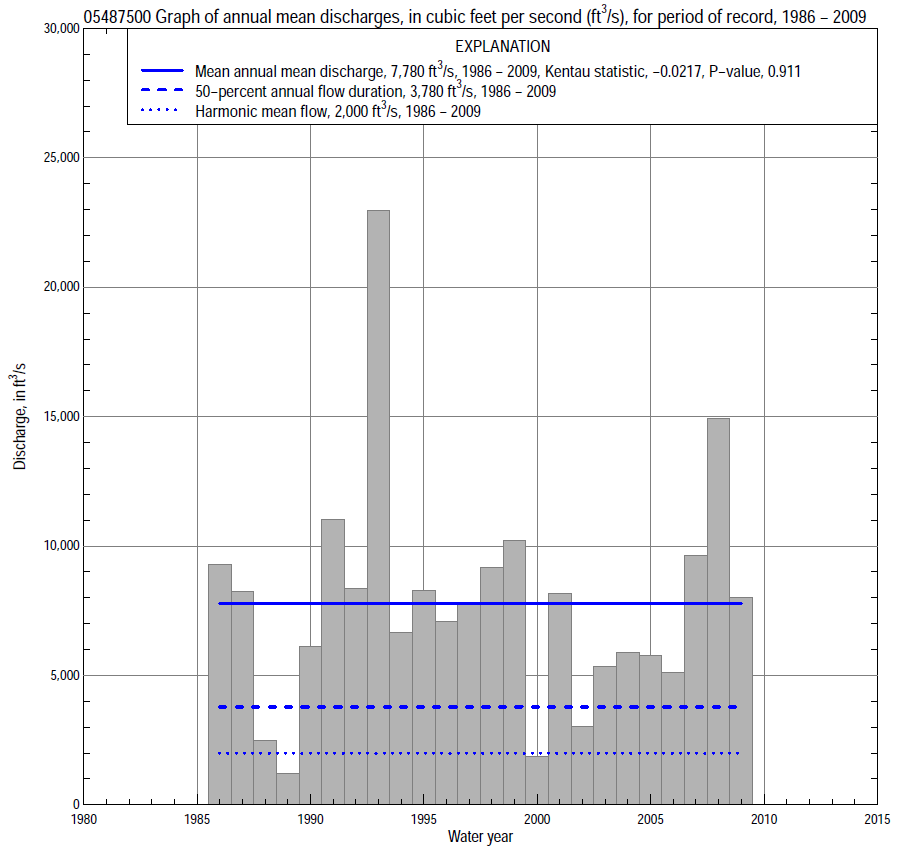 05487500 Graph of annual mean discharges, in cubic feet per second (ft³/s), for period of record, 1986 – 2009
EXPLANATION
Mean annual mean discharge, 7,780 ft³/s, 1986 – 2009, Kentau statistic, −0.0217, P−value, 0.911
50−percent annual flow duration, 3,780 ft³/s, 1986 – 2009
Harmonic mean flow, 2,000 ft³/s, 1986 – 2009
30,000
25,000
20,000
15,000
10,000
5,000
0
Discharge, in ft³/s
1980 1985 1990 1995 2000 2005 2010 2015
Water year